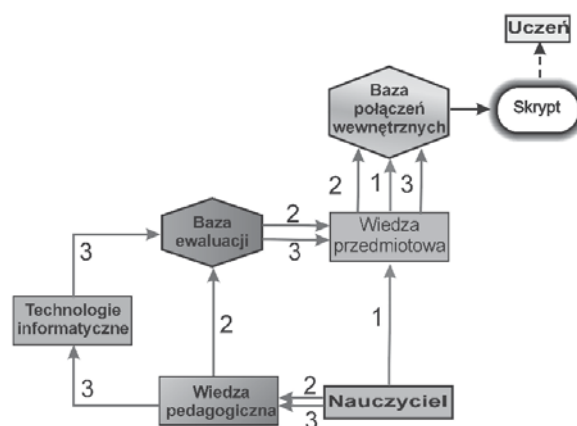 Uczeń
Baza
połączeń
wewnętrznych
Skrypt
2
1
3
Baza
ewaluacji
2
3
Wiedza
przedmiotowa
3
Technologie
informatyczne
2
1
3
Wiedza
pedagogiczna
2
3
Nauczyciel